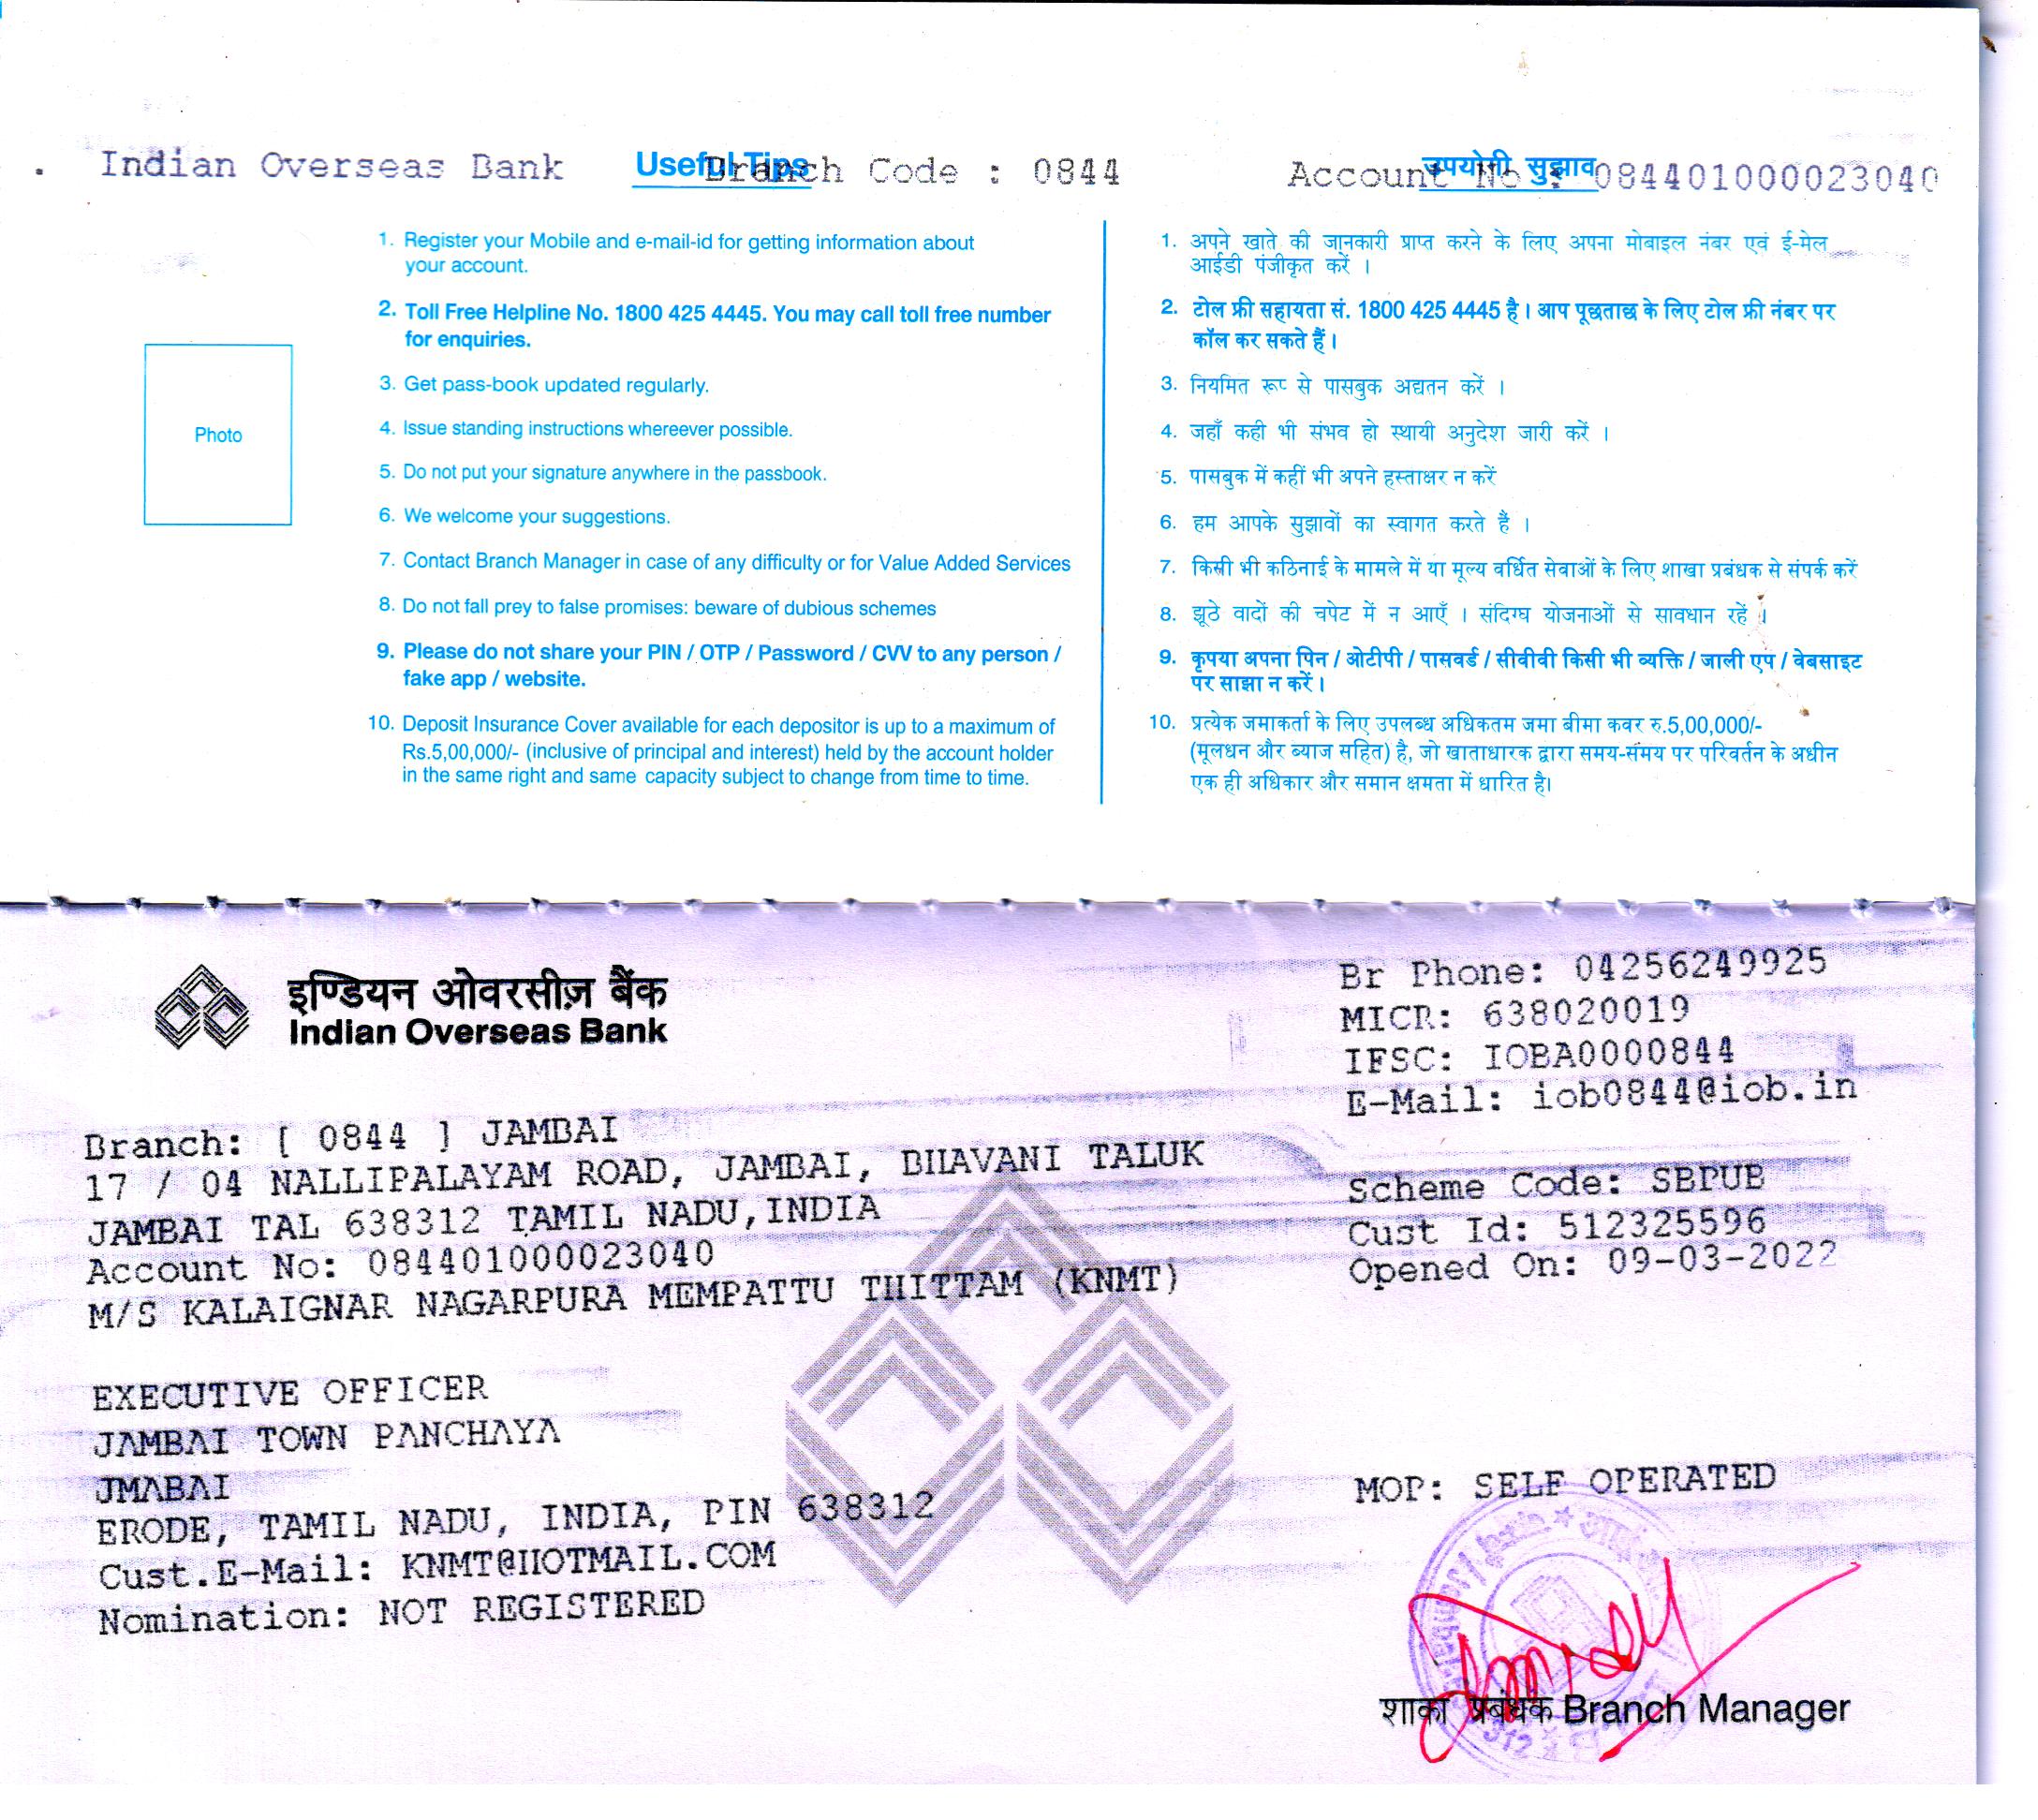 Indian Overseas Bank Useful Tips Branch Code : 0844 उपयोगी सुझाव Account No : 084401000023040
Photo
1. Register your Mobile and e-mail-id for getting information about
your account.
2. Toll Free Helpline No. 1800 425 4445. You may call toll free number
for enquiries.
3. Get pass-book updated regularly.
4. Issue standing instructions whereever possible.
5. Do not put your signature anywhere in the passbook.
6. We welcome your suggestions.
7. Contact Branch Manager in case of any difficulty or for Value Added Services
8. Do not fall prey to false promises: beware of dubious schemes
9. Please do not share your PIN / OTP / Password / CVV to any person /
fake app / website.
10. Deposit Insurance Cover available for each depositor is up to a maximum of
Rs.5,00,000/- (inclusive of principal and interest) held by the account holder
in the same right and same capacity subject to change from time to time.
1. अपने खाते की जानकारी प्राप्त करने के लिए अपना मोबाइल नंबर एवं ई-मेल
आईडी पंजीकृत करें ।
2. टोल फ्री सहायता सं. 1800 425 4445 है। आप पूछताछ के लिए टोल फ्री नंबर पर
कॉल कर सकते हैं।
3. नियमित रूप से पासबुक अद्यतन करें ।
4. जहाँ कही भी संभव हो स्थायी अनुदेश जारी करें ।
5. पासबुक में कहीं भी अपने हस्ताक्षर न करें
6. हम आपके सुझावों का स्वागत करते हैं ।
7. किसी भी कठिनाई के मामले में या मूल्य वर्धित सेवाओं के लिए शाखा प्रबंधक से संपर्क करें
8. झूठे वादों की चपेट में न आएँ । संदिग्ध योजनाओं से सावधान रहें ।
9. कृपया अपना पिन / ओटीपी / पासवर्ड / सीवीवी किसी भी व्यक्ति / जाली एप / वेबसाइट
पर साझा न करें।
10. प्रत्येक जमाकर्ता के लिए उपलब्ध अधिकतम जमा बीमा कवर रु.5,00,000/-
(मूलधन और ब्याज सहित) है, जो खाताधारक द्वारा समय-समय पर परिवर्तन के अधीन
एक ही अधिकार और समान क्षमता में धारित है।
इण्डियन ओवरसीज़ बैंक
Indian Overseas Bank
Br Phone: 04256249925
MICR: 638020019
IFSC: IOBA0000844
E-Mail: iob0844@iob.in
Branch: [ 0844 ] JAMBAI
17 / 04 NALLIPALAYAM ROAD, JAMBAI, BHAVANI TALUK
JAMBAI TAL 638312 TAMIL NADU,INDIA
Account No: 084401000023040
M/S KALAIGNAR NAGARPURA MEMPATTU THITTAM (KNMT)
Scheme Code: SBPUB
Cust Id: 512325596
Opened On: 09-03-2022
EXECUTIVE OFFICER
JAMBAI TOWN PANCHAYA
JMABAI
ERODE, TAMIL NADU, INDIA, PIN 638312
Cust.E-Mail: KNMT@HOTMAIL.COM
Nomination: NOT REGISTERED
MOP: SELF OPERATED
शाखा प्रबंधक Branch Manager